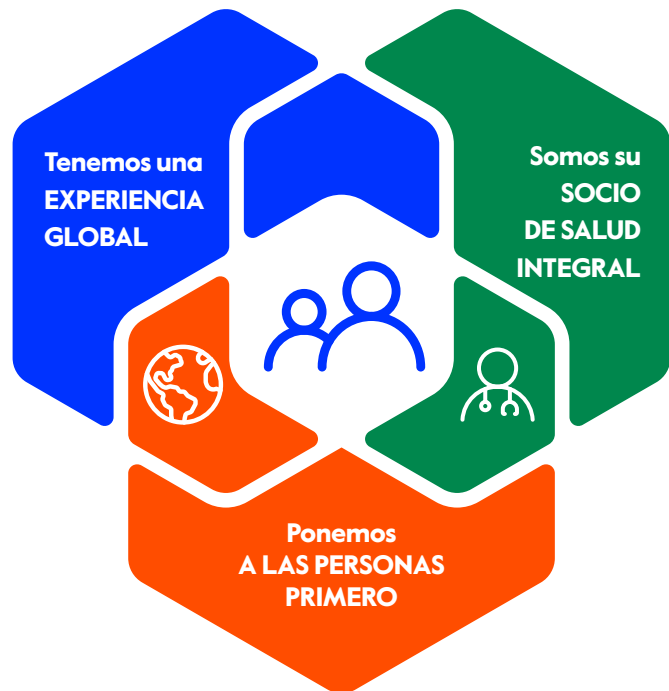 Tenemos una
EXPERIENCIA
GLOBAL
Somos su
SOCIO
DE SALUD
INTEGRAL
Ponemos
A LAS PERSONAS
PRIMERO